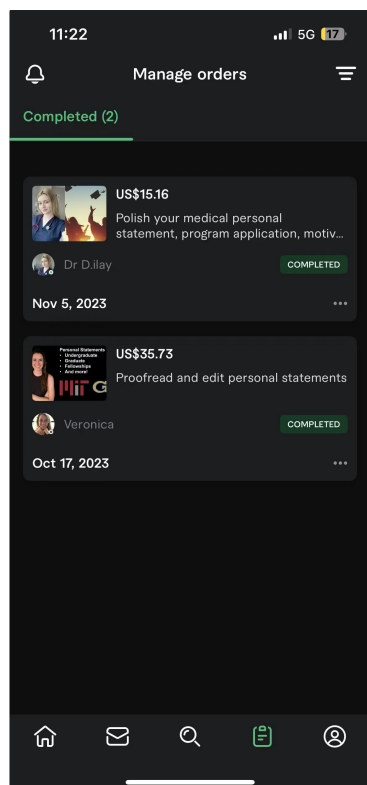 11:22
5G
17
Manage orders
Completed (2)
US$15.16
Polish your medical personal
statement, program application, motiv...
Dr D.ilay
COMPLETED
Nov 5, 2023
Personal Statements
• Undergraduate
• Graduate
• Fellowships
• And more!
MIT G
US$35.73
Proofread and edit personal statements
Veronica
COMPLETED
Oct 17, 2023